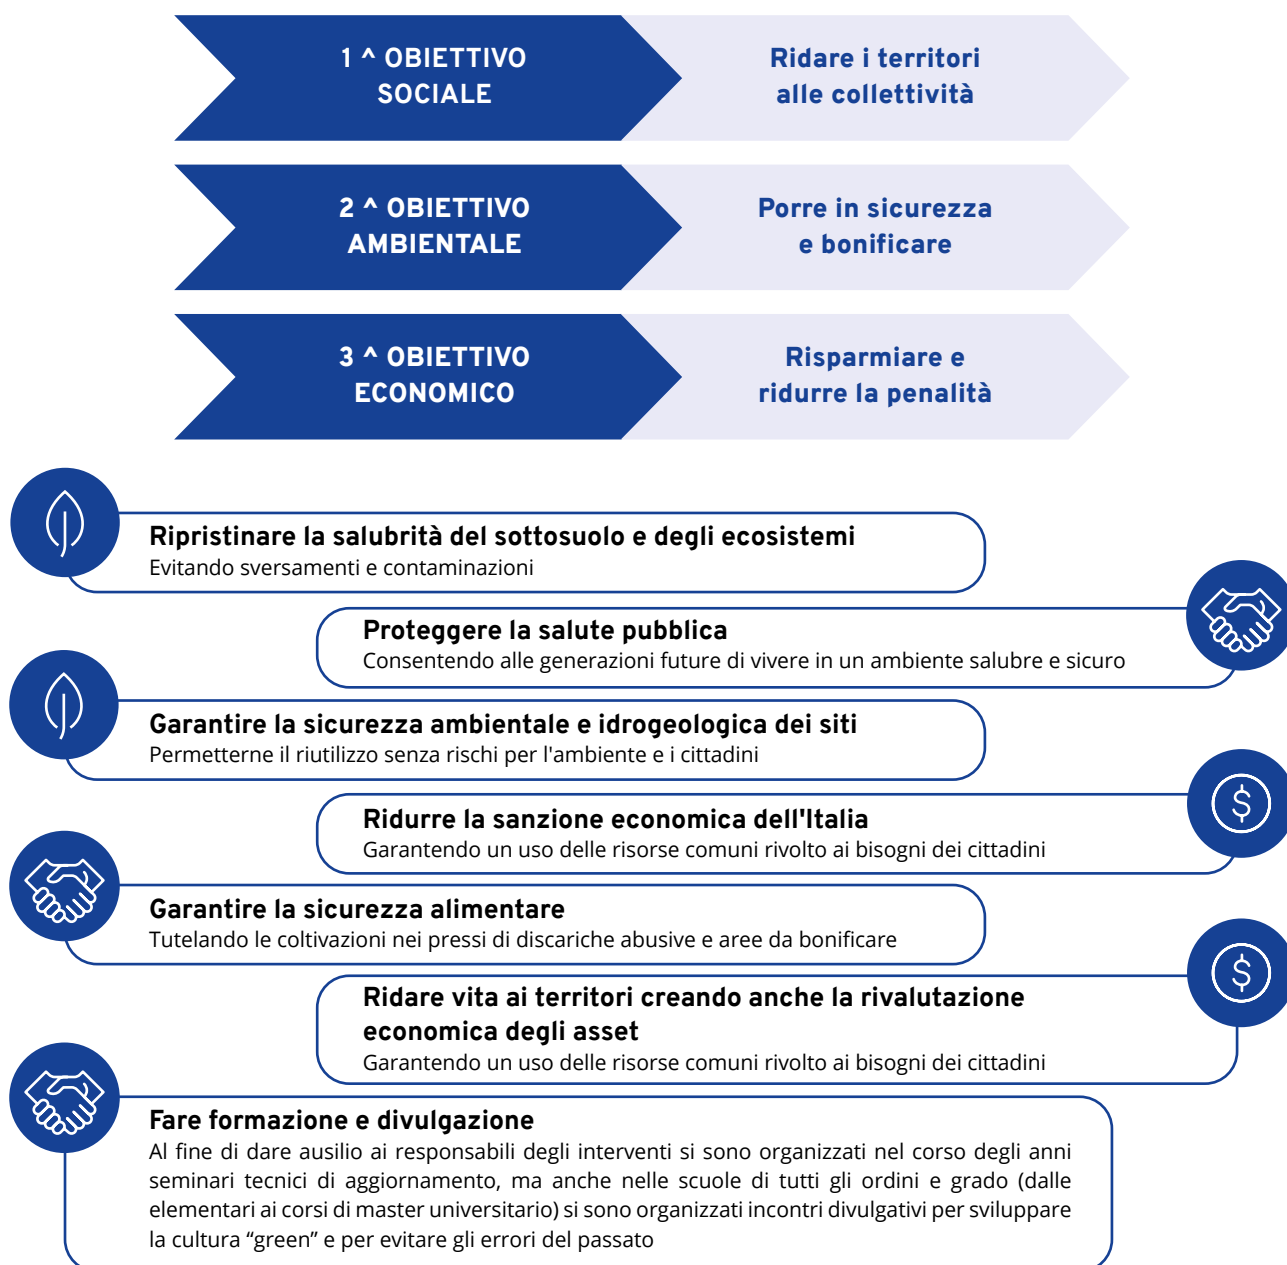 1 ^ OBIETTIVO
SOCIALE
Ridare i territori
alle collettività
2 ^ OBIETTIVO
AMBIENTALE
Porre in sicurezza
e bonificare
3 ^ OBIETTIVO
ECONOMICO
Risparmiare e
ridurre la penalità
Ripristinare la salubrità del sottosuolo e degli ecosistemi
Evitando sversamenti e contaminazioni
Proteggere la salute pubblica
Consentendo alle generazioni future di vivere in un ambiente salubre e sicuro
Garantire la sicurezza ambientale e idrogeologica dei siti
Permetterne il riutilizzo senza rischi per l'ambiente e i cittadini
Ridurre la sanzione economica dell'Italia
Garantendo un uso delle risorse comuni rivolto ai bisogni dei cittadini
Garantire la sicurezza alimentare
Tutelando le coltivazioni nei pressi di discariche abusive e aree da bonificare
Ridare vita ai territori creando anche la rivalutazione
economica degli asset
Garantendo un uso delle risorse comuni rivolto ai bisogni dei cittadini
Fare formazione e divulgazione
Al fine di dare ausilio ai responsabili degli interventi si sono organizzati nel corso degli anni
seminari tecnici di aggiornamento, ma anche nelle scuole di tutti gli ordini e grado (dalle
elementari ai corsi di master universitario) si sono organizzati incontri divulgativi per sviluppare
la cultura “green” e per evitare gli errori del passato